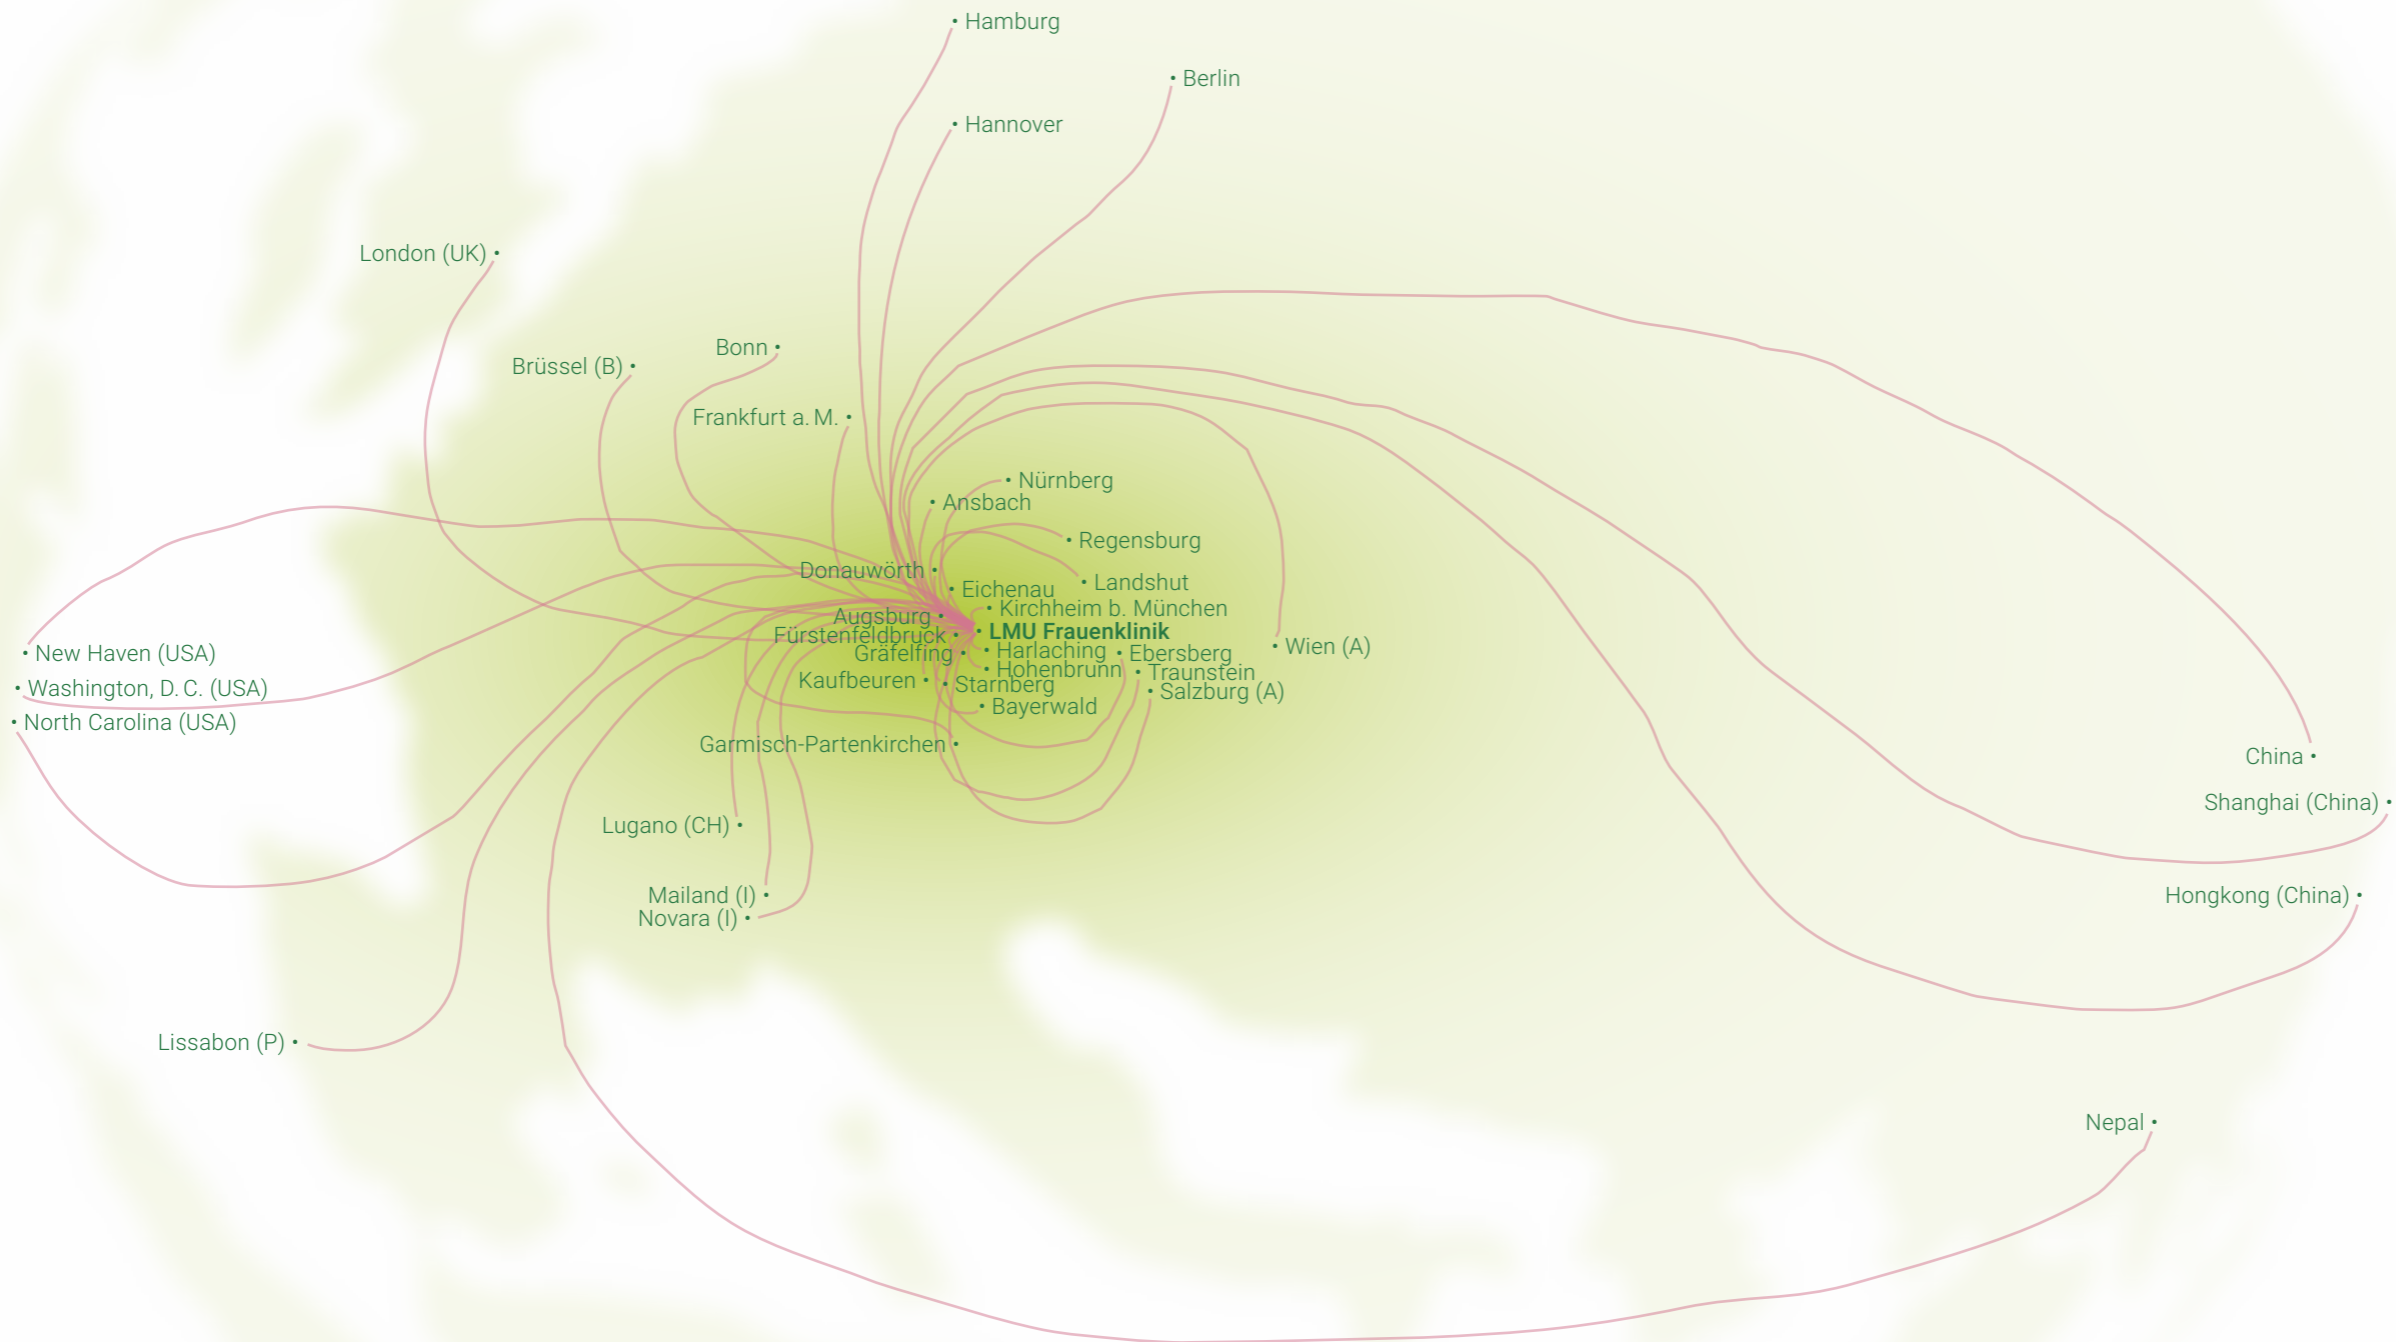 Hamburg
Berlin
Hannover
London (UK)
Bonn
Brüssel (B)
Frankfurt a. M.
Nürnberg
Ansbach
Regensburg
Donauwörth
Landshut
Eichenau
Kirchheim b. München
Augsburg
LMU Frauenklinik
Fürstenfeldbruck
Wien (A)
Harlaching
Gräfelfing
Ebersberg
New Haven (USA)
Hohenbrunn
Traunstein
Kaufbeuren
Starnberg
Washington, D. C. (USA)
Salzburg (A)
Bayerwald
North Carolina (USA)
Garmisch-Partenkirchen
China
Shanghai (China)
Lugano (CH)
Mailand (I)
Hongkong (China)
Novara (I)
Lissabon (P)
Nepal